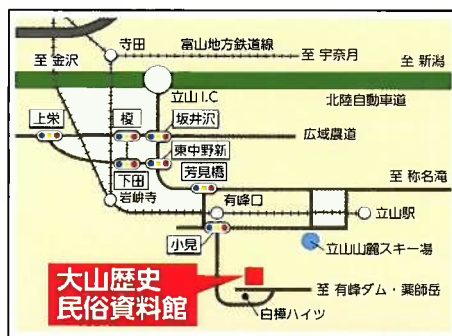 寺田
富山地方鉄道線
至 宇奈月
至 金沢
至 新潟
立山 I.C
北陸自動車道
上栄
榎
坂井沢
広域農道
東中野新
下田
芳見橋
至 称名滝
岩峅寺
有峰口
立山駅
小見
立山山麓スキー場
大山歴史
民俗資料館
至 有峰ダム・薬師岳
白樺ハイツ